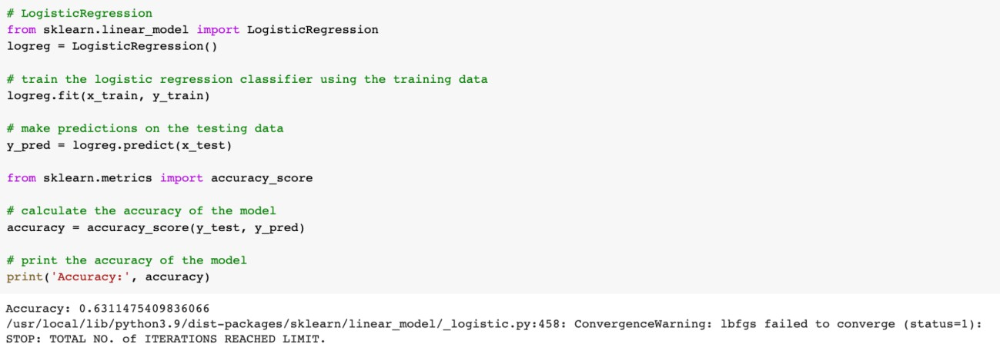 # LogisticRegression
from sklearn.linear_model import LogisticRegression
logreg = LogisticRegression()
# train the logistic regression classifier using the training data
logreg.fit(x_train, y_train)
# make predictions on the testing data
y_pred = logreg.predict(x_test)
from sklearn.metrics import accuracy_score
# calculate the accuracy of the model
accuracy = accuracy_score(y_test, y_pred)
# print the accuracy of the model
print('Accuracy:', accuracy)
Accuracy: 0.6311475409836066
/usr/local/lib/python3.9/dist-packages/sklearn/linear_model/_logistic.py:458: ConvergenceWarning: lbfgs failed to converge (status=1):
STOP: TOTAL NO. of ITERATIONS REACHED LIMIT.